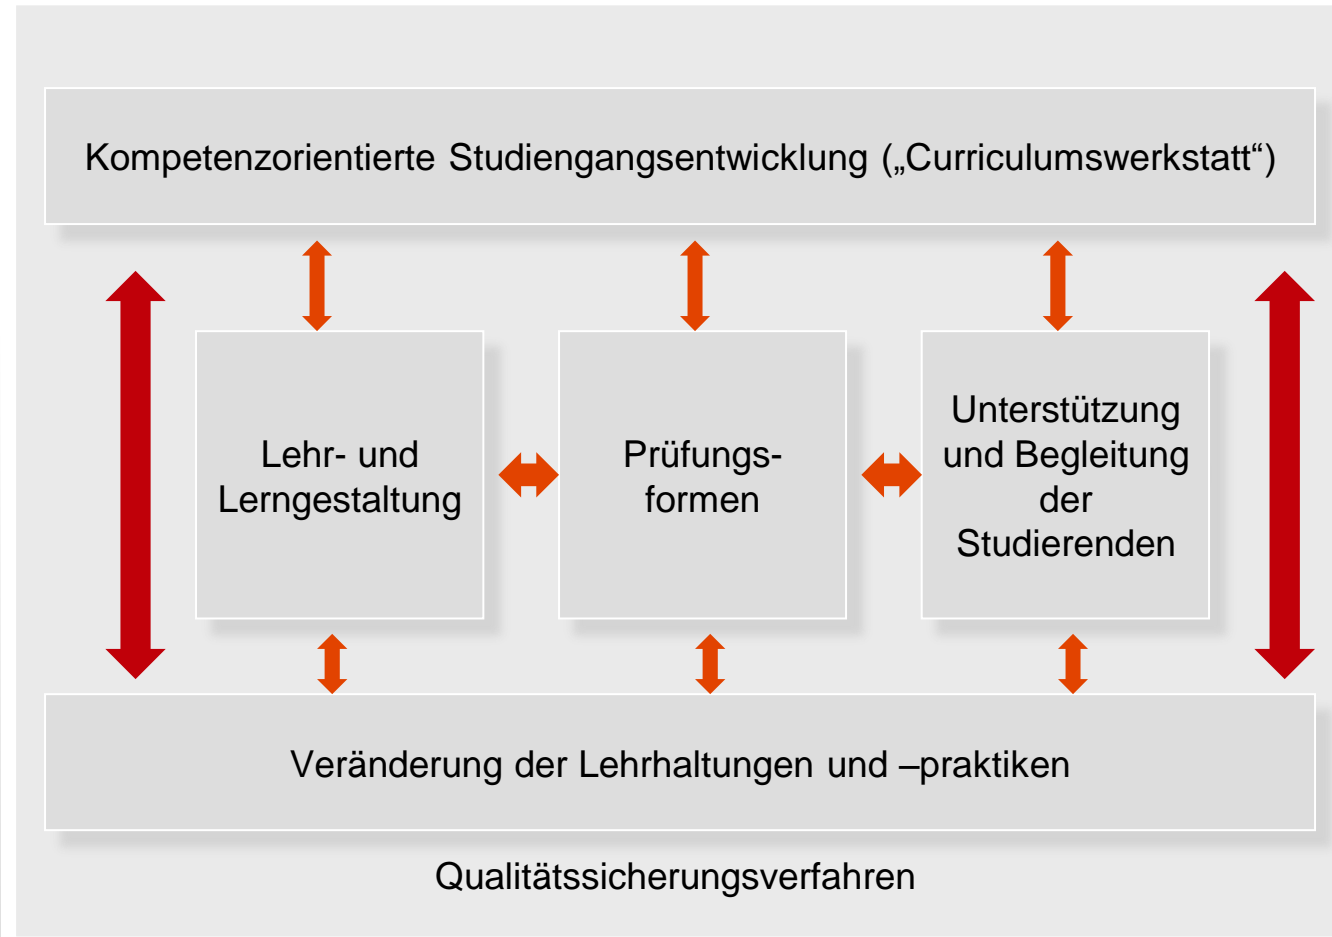 Kompetenzorientierte Studiengangsentwicklung („Curriculumswerkstatt“)
Lehr- und
Lerngestaltung
Prüfungs-
formen
Unterstützung
und Begleitung
der
Studierenden
Veränderung der Lehrhaltungen und –praktiken
Qualitätssicherungsverfahren